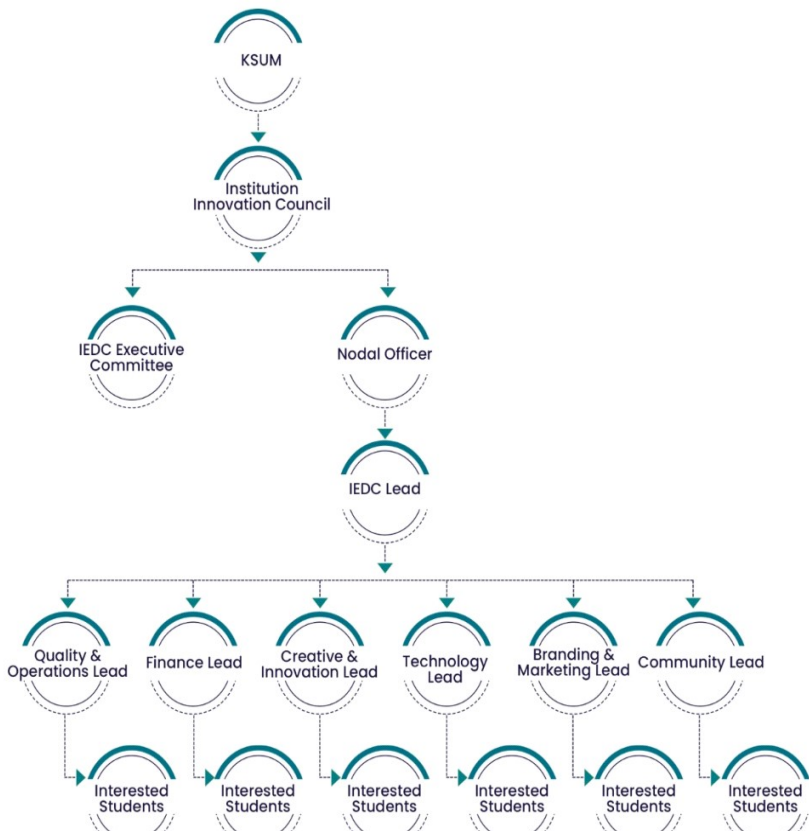 KSUM
Institution
Innovation Council
IEDC Executive
Committee
Nodal Officer
IEDC Lead
Quality &
Operations Lead
Finance Lead
Creative &
Innovation Lead
Technology
Lead
Branding &
Marketing Lead
Community Lead
Interested
Students
Interested
Students
Interested
Students
Interested
Students
Interested
Students
Interested
Students